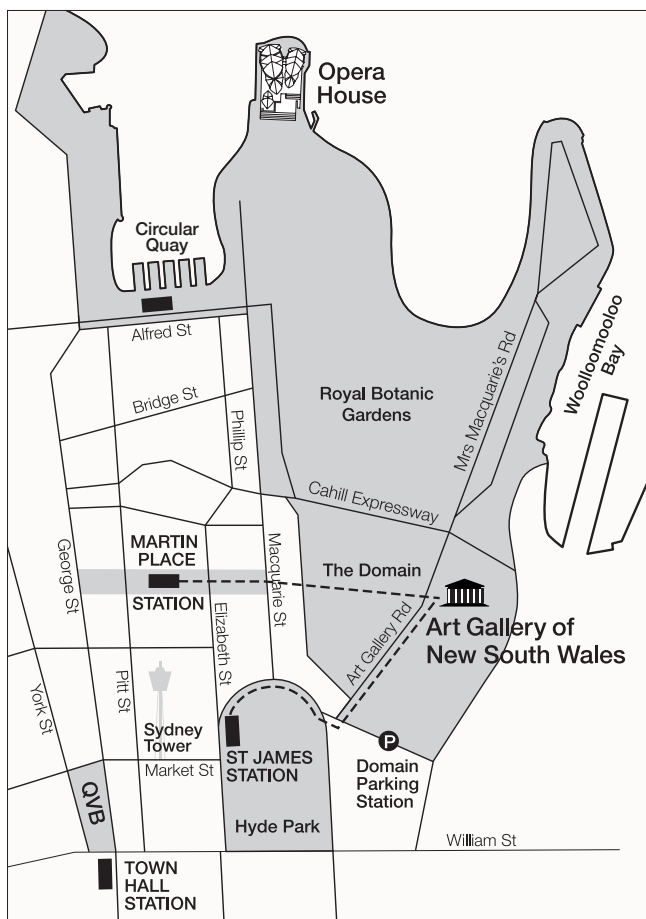 Opera
House
Circular
Quay
Alfred St
Bridge St
Phillip St
Royal Botanic
Gardens
Mrs Macquarie's Rd
Woolloomooloo
Bay
Cahill Expressway
George St
MARTIN
PLACE
STATION
Macquarie St
The Domain
Elizabeth St
Art Gallery Rd
Art Gallery of
New South Wales
York St
Pitt St
Sydney
Tower
Market St
ST JAMES
STATION
P
Domain
Parking
Station
QVB
Hyde Park
William St
TOWN
HALL
STATION